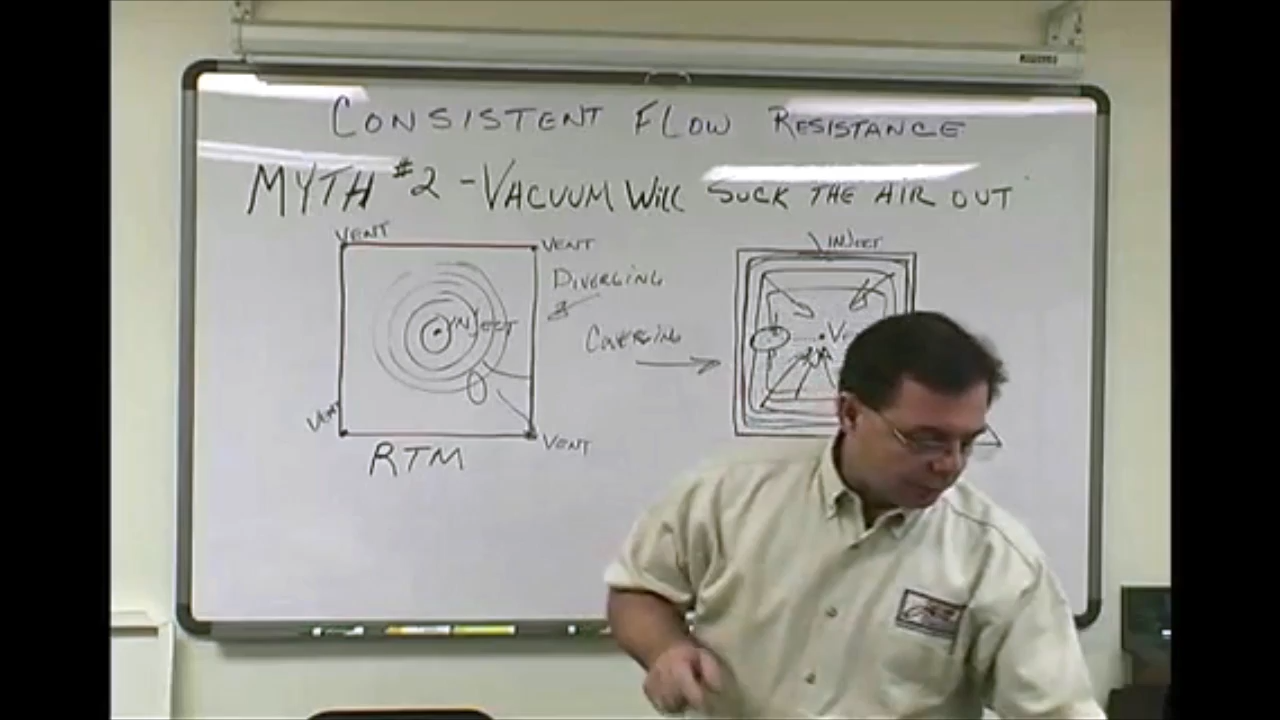 CONSISTENT FLOW RESISTANCE
MYTH #2 - VACUUM WILL SUCK THE AIR OUT
VENT
VENT
INJECT
DIVERGING
INJECT
COVERGING
VENT
VENT
RTM